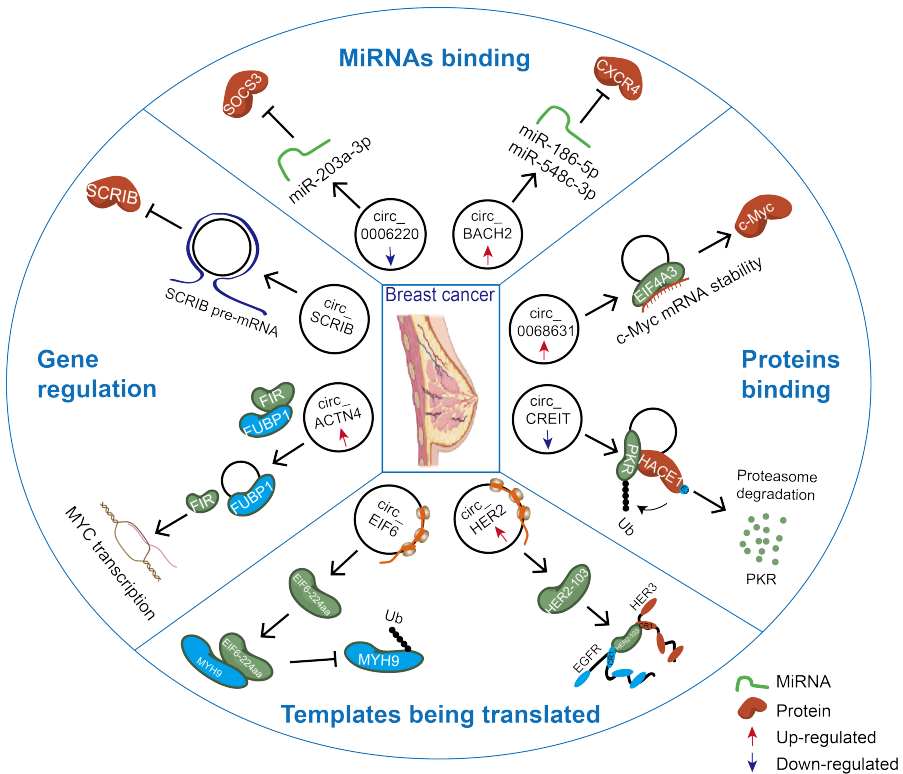 MiRNAs binding
SOCS3
miR-203a-3p
circ_
0006220
CXCR4
miR-186-5p
miR-548c-3p
circ_
BACH2
SCRIB
SCRIB pre-mRNA
circ_
SCRIB
Breast cancer
circ_
0068631
EIF4A3
c-Myc mRNA stability
c-Myc
Gene
regulation
Proteins
binding
FIR
FUBP1
circ_
ACTN4
FIR
FUBP1
MYC transcription
circ_
CREIT
PKR
HACE1
Ub
Proteasome
degradation
PKR
circ_
EIF6
EIF6-224aa
MYH9
EIF6-224aa
Ub
MYH9
circ_
HER2
HER2-103
HER3
CR1
HER2-103
CR1
EGFR
Templates being translated
MiRNA
Protein
Up-regulated
Down-regulated